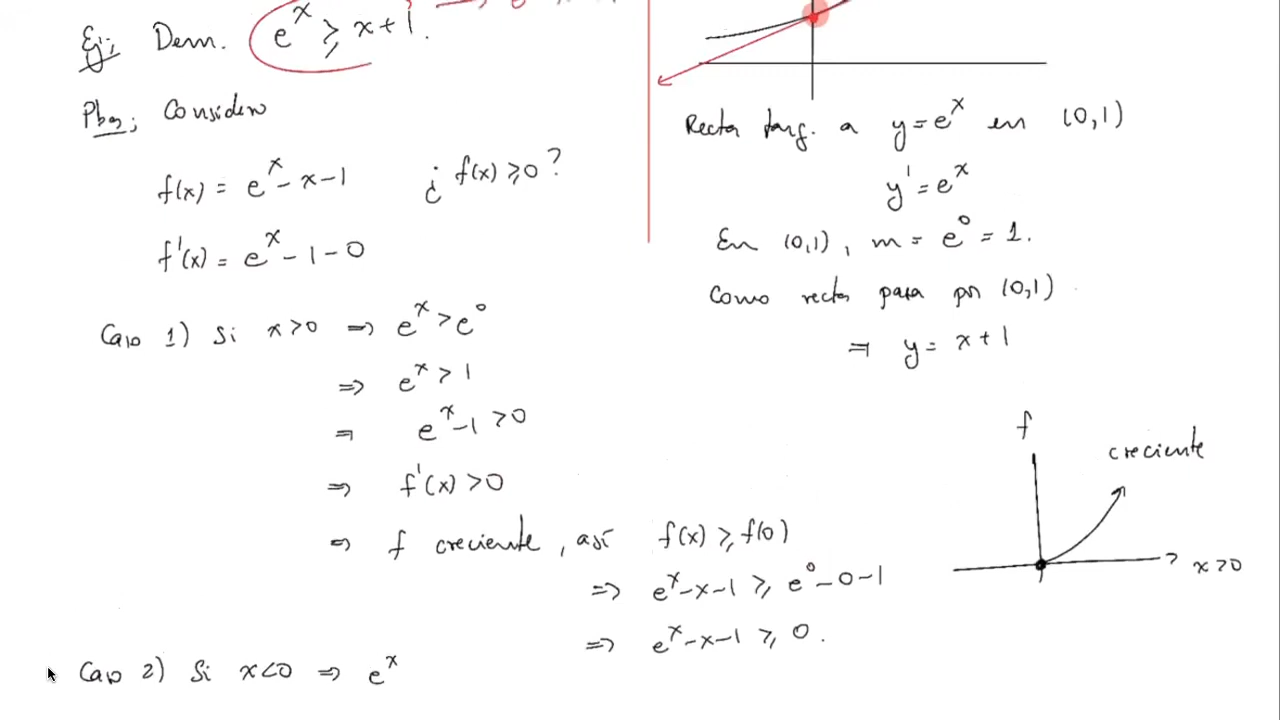 Ej; Dem. e^x ≥ x+1.
Pba; Considero
f(x) = e^x - x - 1 ¿ f(x) ≥ 0 ?
f'(x) = e^x - 1 - 0
Caso 1) Si x>0 ⇒ e^x > e^0
⇒ e^x > 1
⇒ e^x - 1 > 0
⇒ f'(x) > 0
⇒ f creciente, así f(x) ≥ f(0)
⇒ e^x - x - 1 ≥ e^0 - 0 - 1
⇒ e^x - x - 1 ≥ 0.
Caso 2) Si x<0 ⇒ e^x
Recta tang. a y = e^x en (0,1)
y' = e^x
En (0,1), m = e^0 = 1.
Como recta pasa por (0,1)
⇒ y = x + 1
f
creciente
x>0